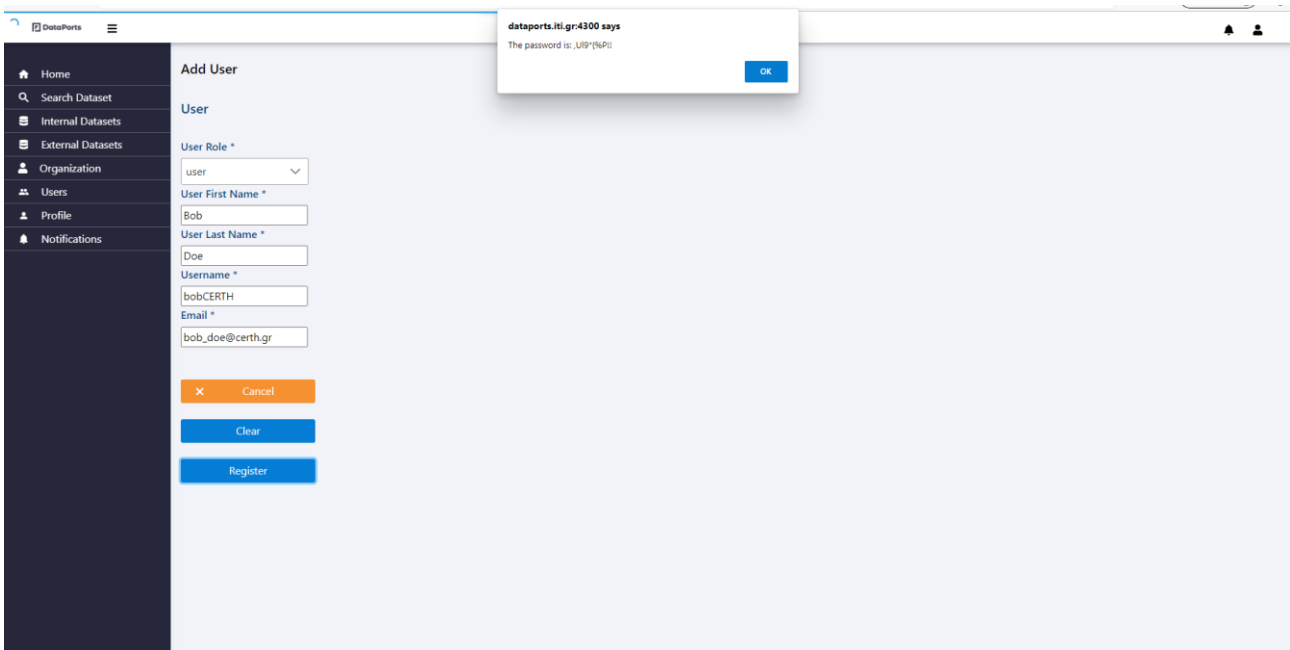 DataPorts
dataports.iti.gr:4300 says
The password is:
OK
Home
Search Dataset
Internal Datasets
External Datasets
Organization
Users
Profile
Notifications
Add User
User
User Role *
user
User First Name *
Bob
User Last Name *
Doe
Username *
bobCERTH
Email *
bob_doe@certh.gr
Cancel
Clear
Register